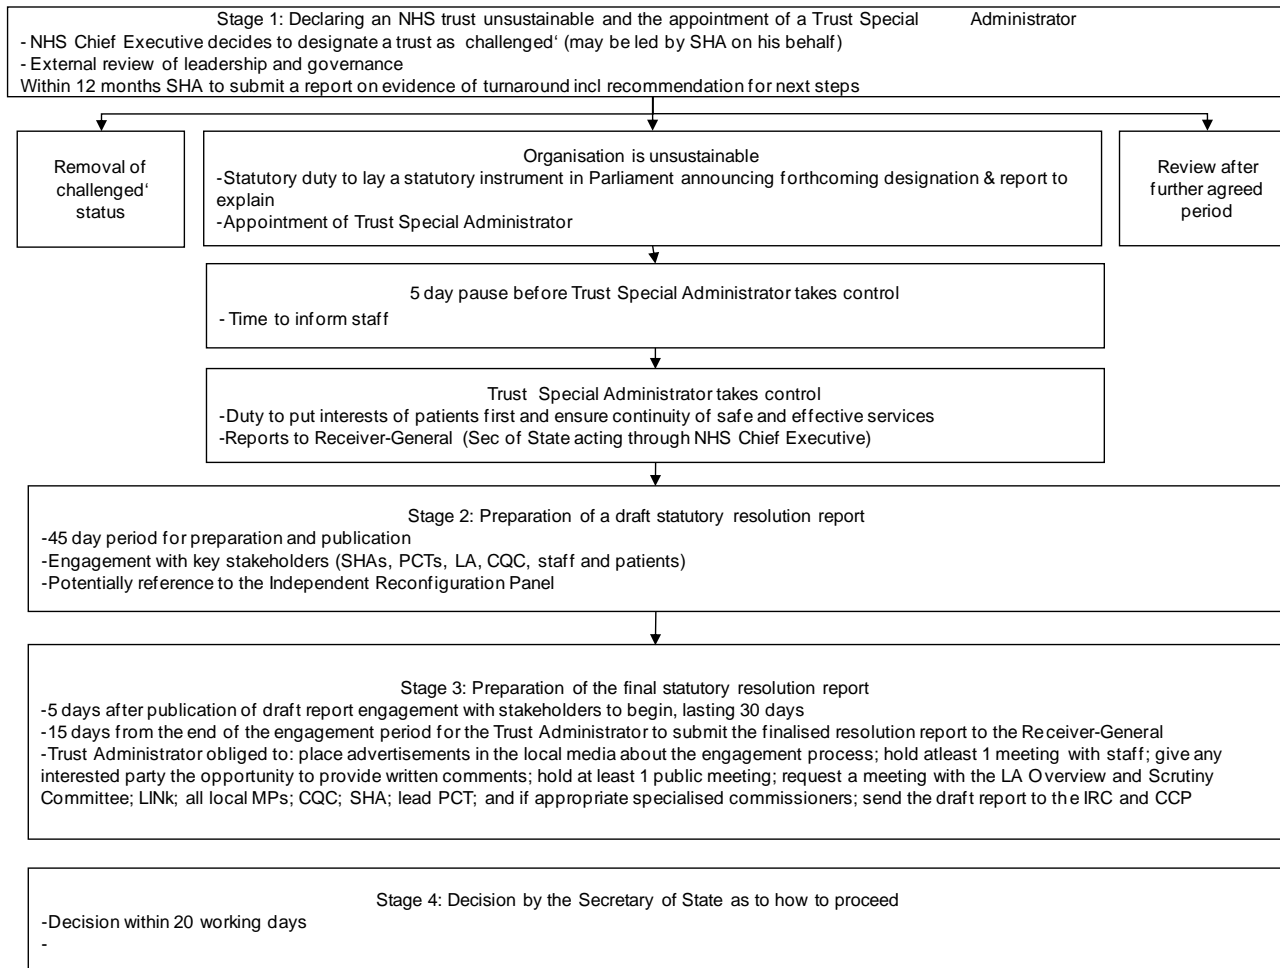 Stage 1: Declaring an NHS trust unsustainable and the appointment of a Trust Special Administrator
- NHS Chief Executive decides to designate a trust as challenged‘ (may be led by SHA on his behalf)
- External review of leadership and governance
Within 12 months SHA to submit a report on evidence of turnaround incl recommendation for next steps
Removal of
challenged‘
status
Organisation is unsustainable
-Statutory duty to lay a statutory instrument in Parliament announcing forthcoming designation & report to
explain
-Appointment of Trust Special Administrator
Review after
further agreed
period
5 day pause before Trust Special Administrator takes control
- Time to inform staff
Trust Special Administrator takes control
-Duty to put interests of patients first and ensure continuity of safe and effective services
-Reports to Receiver-General (Sec of State acting through NHS Chief Executive)
Stage 2: Preparation of a draft statutory resolution report
-45 day period for preparation and publication
-Engagement with key stakeholders (SHAs, PCTs, LA, CQC, staff and patients)
-Potentially reference to the Independent Reconfiguration Panel
Stage 3: Preparation of the final statutory resolution report
-5 days after publication of draft report engagement with stakeholders to begin, lasting 30 days
-15 days from the end of the engagement period for the Trust Administrator to submit the finalised resolution report to the Receiver-General
-Trust Administrator obliged to: place advertisements in the local media about the engagement process; hold atleast 1 meeting with staff; give any
interested party the opportunity to provide written comments; hold at least 1 public meeting; request a meeting with the LA Overview and Scrutiny
Committee; LINk; all local MPs; CQC; SHA; lead PCT; and if appropriate specialised commissioners; send the draft report to the IRC and CCP
Stage 4: Decision by the Secretary of State as to how to proceed
-Decision within 20 working days
-